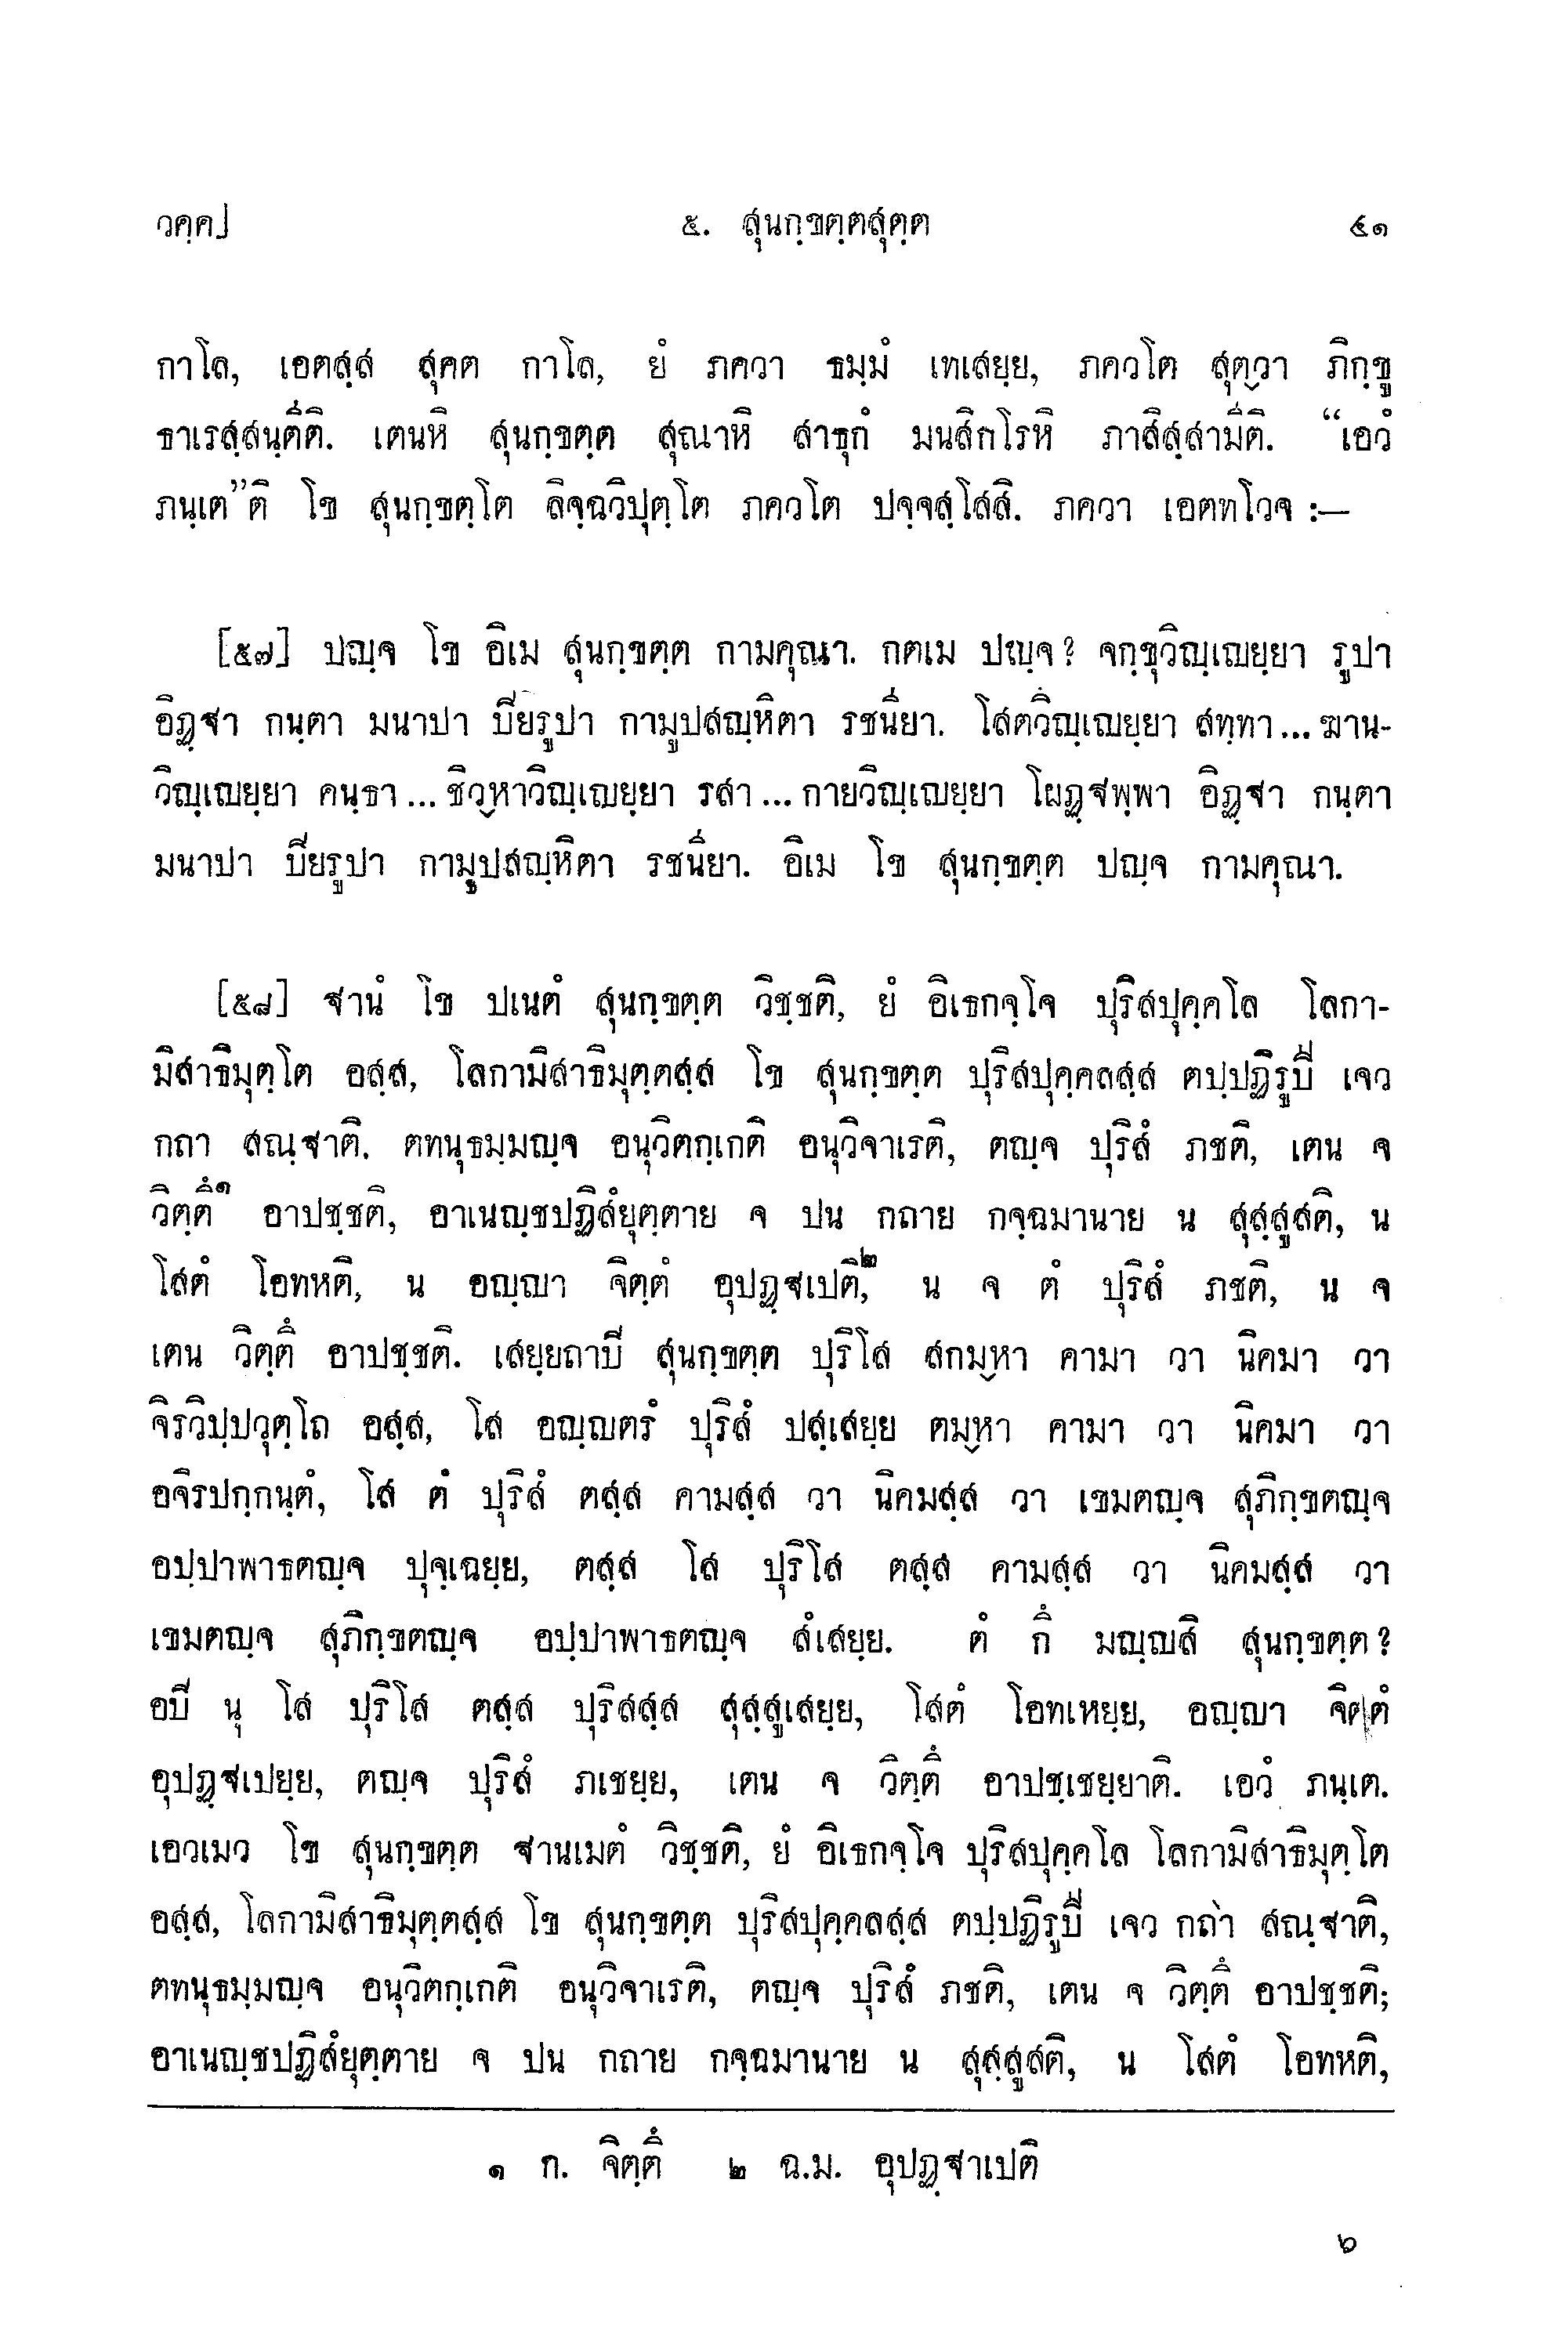 วคฺค]
๕. สุนกฺขตฺตสุตฺต
๔๑
กาโล, เอตสฺส สุคต กาโล, ยํ ภควา ธมฺมํ เทเสยฺย, ภควโต สุตฺวา ภิกฺขู
ธาเรสฺสนฺตีติ. เตนหิ สุนกฺขตฺต สุณาหิ สาธุกํ มนสิกโรหิ ภาสิสฺสามีติ. “เอวํ
ภนฺเต”ติ โข สุนกฺขตฺโต ลิจฺฉวิปุตฺโต ภควโต ปจฺจสฺโสสิ. ภควา เอตทโวจ :—
[๕๗] ปญฺจ โข อิเม สุนกฺขตฺต กามคุณา. กตเม ปญฺจ? จกฺขุวิญฺเญยฺยา รูปา
อิฏฺฐา กนฺตา มนาปา ปิยรูปา กามูปสญฺหิตา รชนียา. โสตวิญฺเญยฺยา สทฺทา ... ฆาน-
วิญฺเญยฺยา คนฺธา ... ชิวฺหาวิญฺเญยฺยา รสา ... กายวิญฺเญยฺยา โผฏฺฐพฺพา อิฏฺฐา กนฺตา
มนาปา ปิยรูปา กามูปสญฺหิตา รชนียา. อิเม โข สุนกฺขตฺต ปญฺจ กามคุณา.
[๕๘] ฐานํ โข ปเนตํ สุนกฺขตฺต วิชฺชติ, ยํ อิเธกจฺโจ ปุริสปุคฺคโล โลกา-
มิสาธิมุตฺโต อสฺส, โลกามิสาธิมุตฺตสฺส โข สุนกฺขตฺต ปุริสปุคฺคลสฺส ตปฺปฏิรูปี เจว
กถา สณฺฐาติ. ตทนุธมฺมญฺจ อนุวิตกฺเกติ อนุวิจาเรติ, ตญฺจ ปุริสํ ภชติ, เตน จ
วิตฺตึ๑ อาปชฺชติ, อาเนญฺชปฏิสํยุตฺตาย จ ปน กถาย กจฺฉมานาย น สุสฺสูสติ, น
โสตํ โอทหติ, น อญฺญา จิตฺตํ อุปฏฺฐเปติ,๒ น จ ตํ ปุริสํ ภชติ, น จ
เตน วิตฺตึ อาปชฺชติ. เสยฺยถาปิ สุนกฺขตฺต ปุริโส สกมฺหา คามา วา นิคมา วา
จิรวิปฺปวุตฺโถ อสฺส, โส อญฺญตรํ ปุริสํ ปสฺเสยฺย ตมฺหา คามา วา นิคมา วา
อจิรปกฺกนฺตํ, โส ตํ ปุริสํ ตสฺส คามสฺส วา นิคมสฺส วา เขมตญฺจ สุภิกฺขตญฺจ
อปฺปาพาธตญฺจ ปุจฺเฉยฺย, ตสฺส โส ปุริโส ตสฺส คามสฺส วา นิคมสฺส วา
เขมตญฺจ สุภิกฺขตญฺจ อปฺปาพาธตญฺจ สํเสยฺย. ตํ กึ มญฺญสิ สุนกฺขตฺต?
อปิ นุ โส ปุริโส ตสฺส ปุริสสฺส สุสฺสูเสยฺย, โสตํ โอทเหยฺย, อญฺญา จิตฺตํ
อุปฏฺฐเปยฺย, ตญฺจ ปุริสํ ภเชยฺย, เตน จ วิตฺตึ อาปชฺเชยฺยาติ. เอวํ ภนฺเต.
เอวเมว โข สุนกฺขตฺต ฐานเมตํ วิชฺชติ, ยํ อิเธกจฺโจ ปุริสปุคฺคโล โลกามิสาธิมุตฺโต
อสฺส, โลกามิสาธิมุตฺตสฺส โข สุนกฺขตฺต ปุริสปุคฺคลสฺส ตปฺปฏิรูปี เจว กถา สณฺฐาติ,
ตทนุธมฺมญฺจ อนุวิตกฺเกติ อนุวิจาเรติ, ตญฺจ ปุริสํ ภชติ, เตน จ วิตฺตึ อาปชฺชติ;
อาเนญฺชปฏิสํยุตฺตาย จ ปน กถาย กจฺฉมานาย น สุสฺสูสติ, น โสตํ โอทหติ,
๑ ก. จิตฺตึ ๒ ฉ.ม. อุปฏฺฐาเปติ
๖